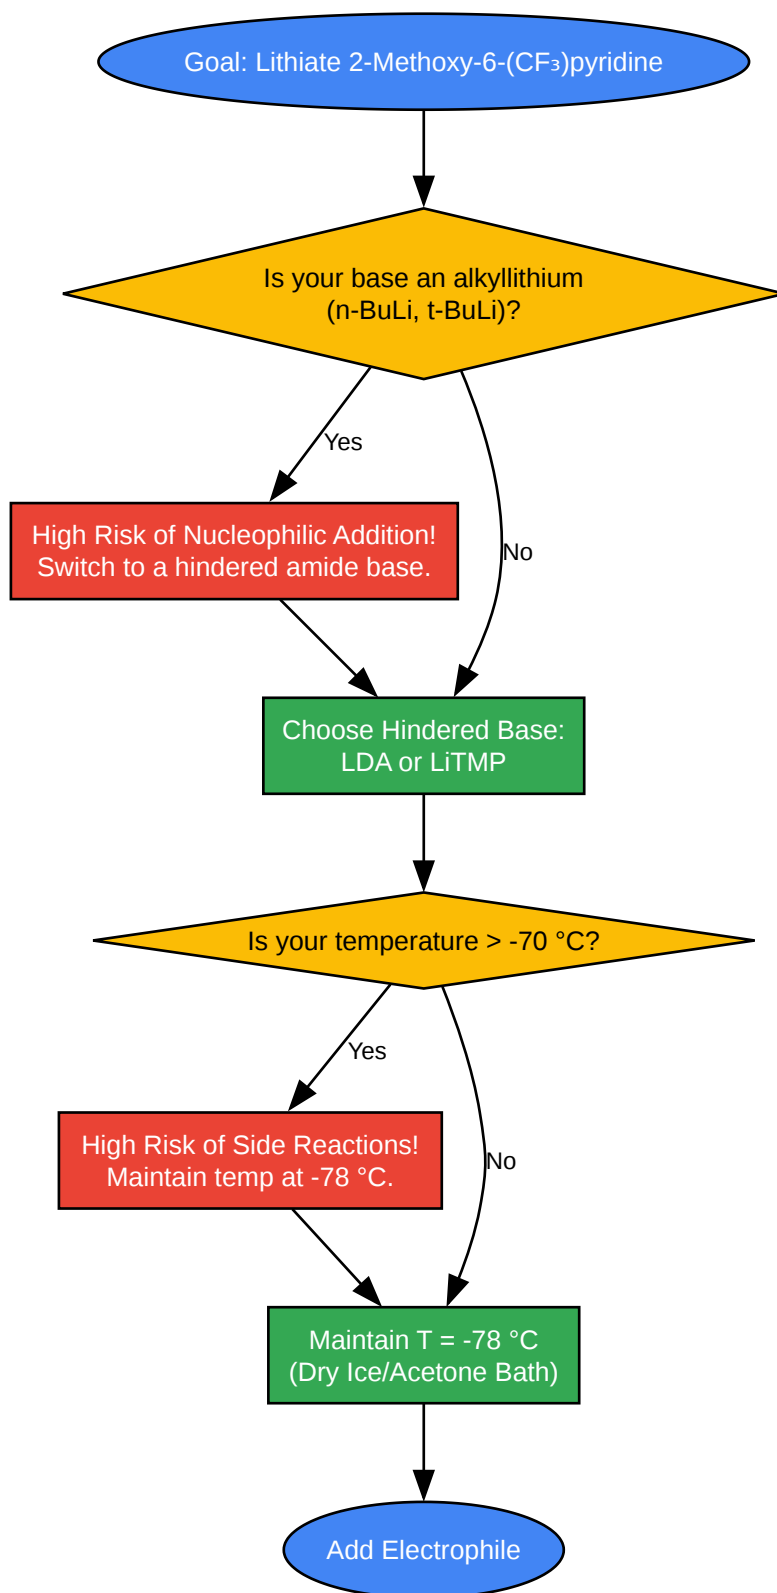 Goal: Lithiate 2-Methoxy-6-(CF₃)pyridine
Is your base an alkyllithium
(n-BuLi, t-BuLi)?
Yes
High Risk of Nucleophilic Addition!
Switch to a hindered amide base.
No
Choose Hindered Base:
LDA or LiTMP
Is your temperature > -70 °C?
Yes
High Risk of Side Reactions!
Maintain temp at -78 °C.
No
Maintain T = -78 °C
(Dry Ice/Acetone Bath)
Add Electrophile